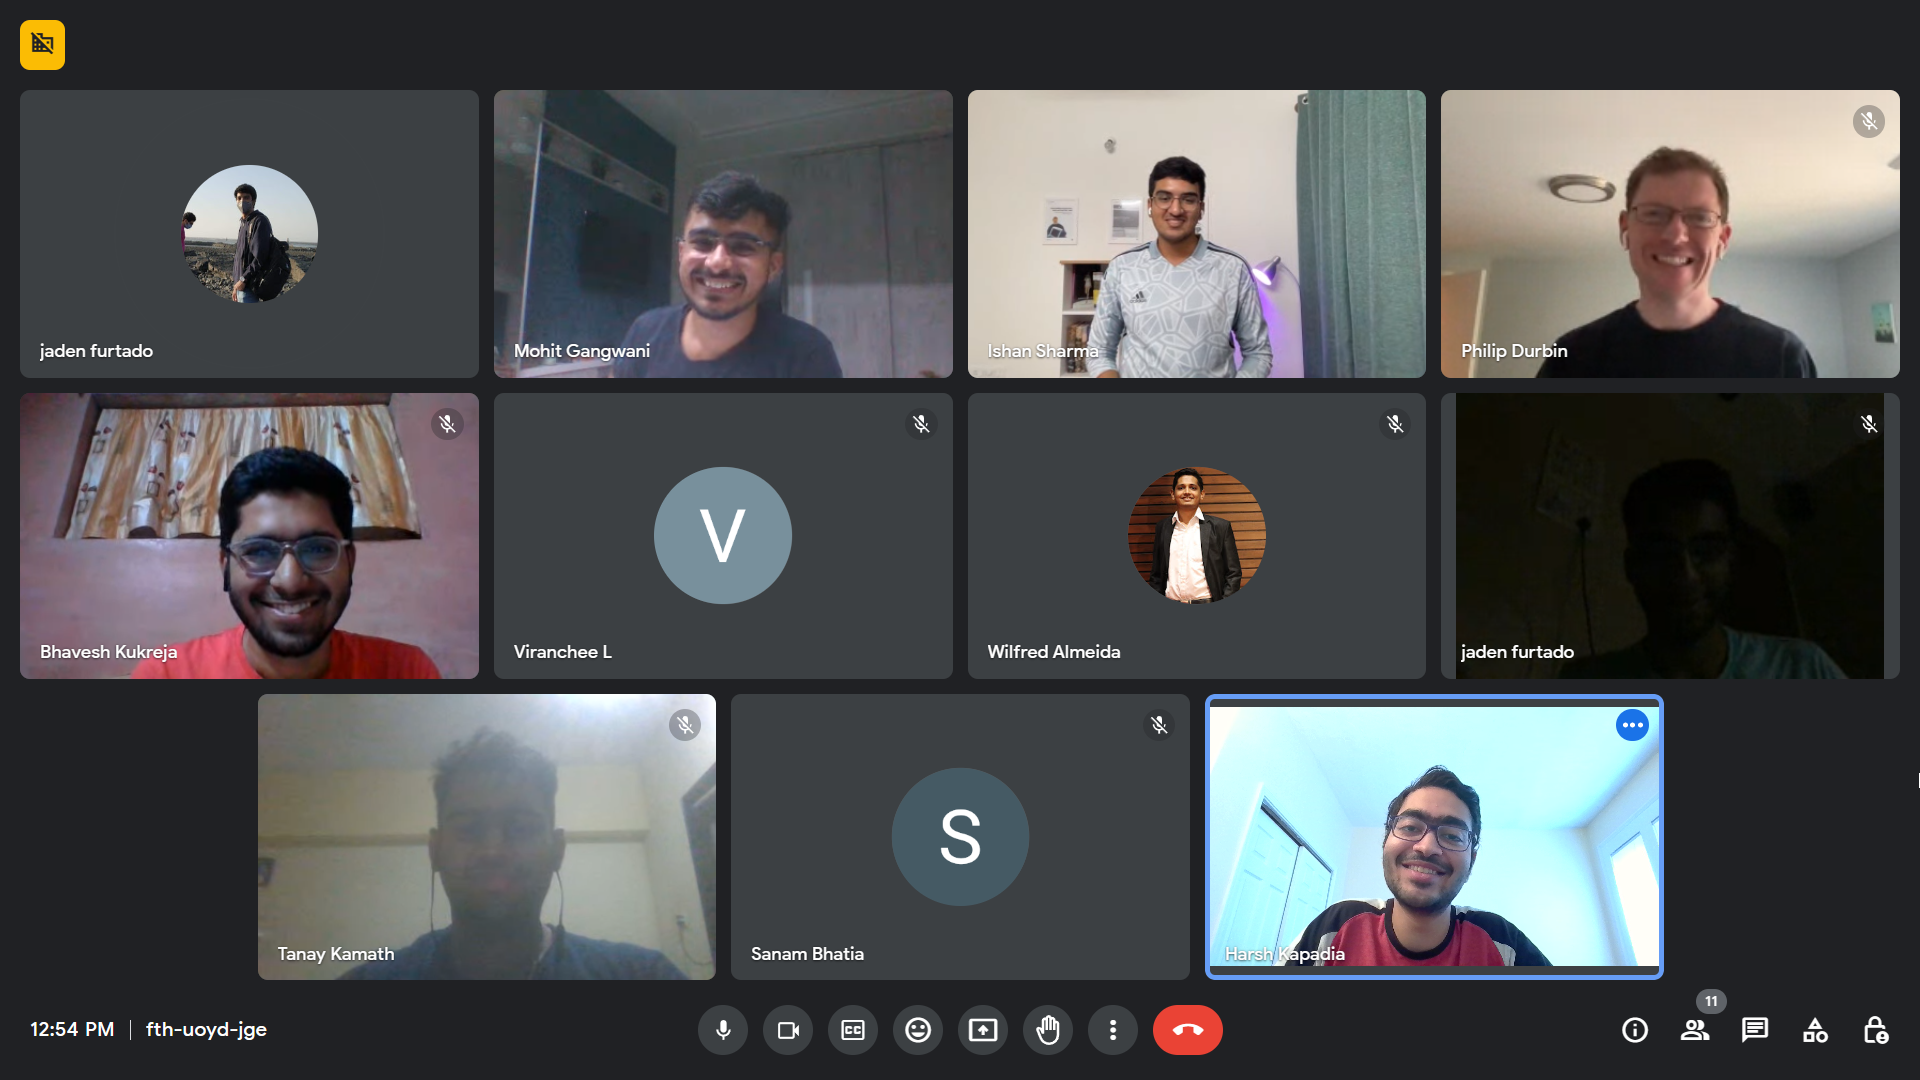 jaden furtado
Mohit Gangwani
Ishan Sharma
Philip Durbin
Bhavesh Kukreja
V
Viranchee L
Wilfred Almeida
jaden furtado
Tanay Kamath
S
Sanam Bhatia
Harsh Kapadia
12:54 PM | fth-uoyd-jge
CC
11